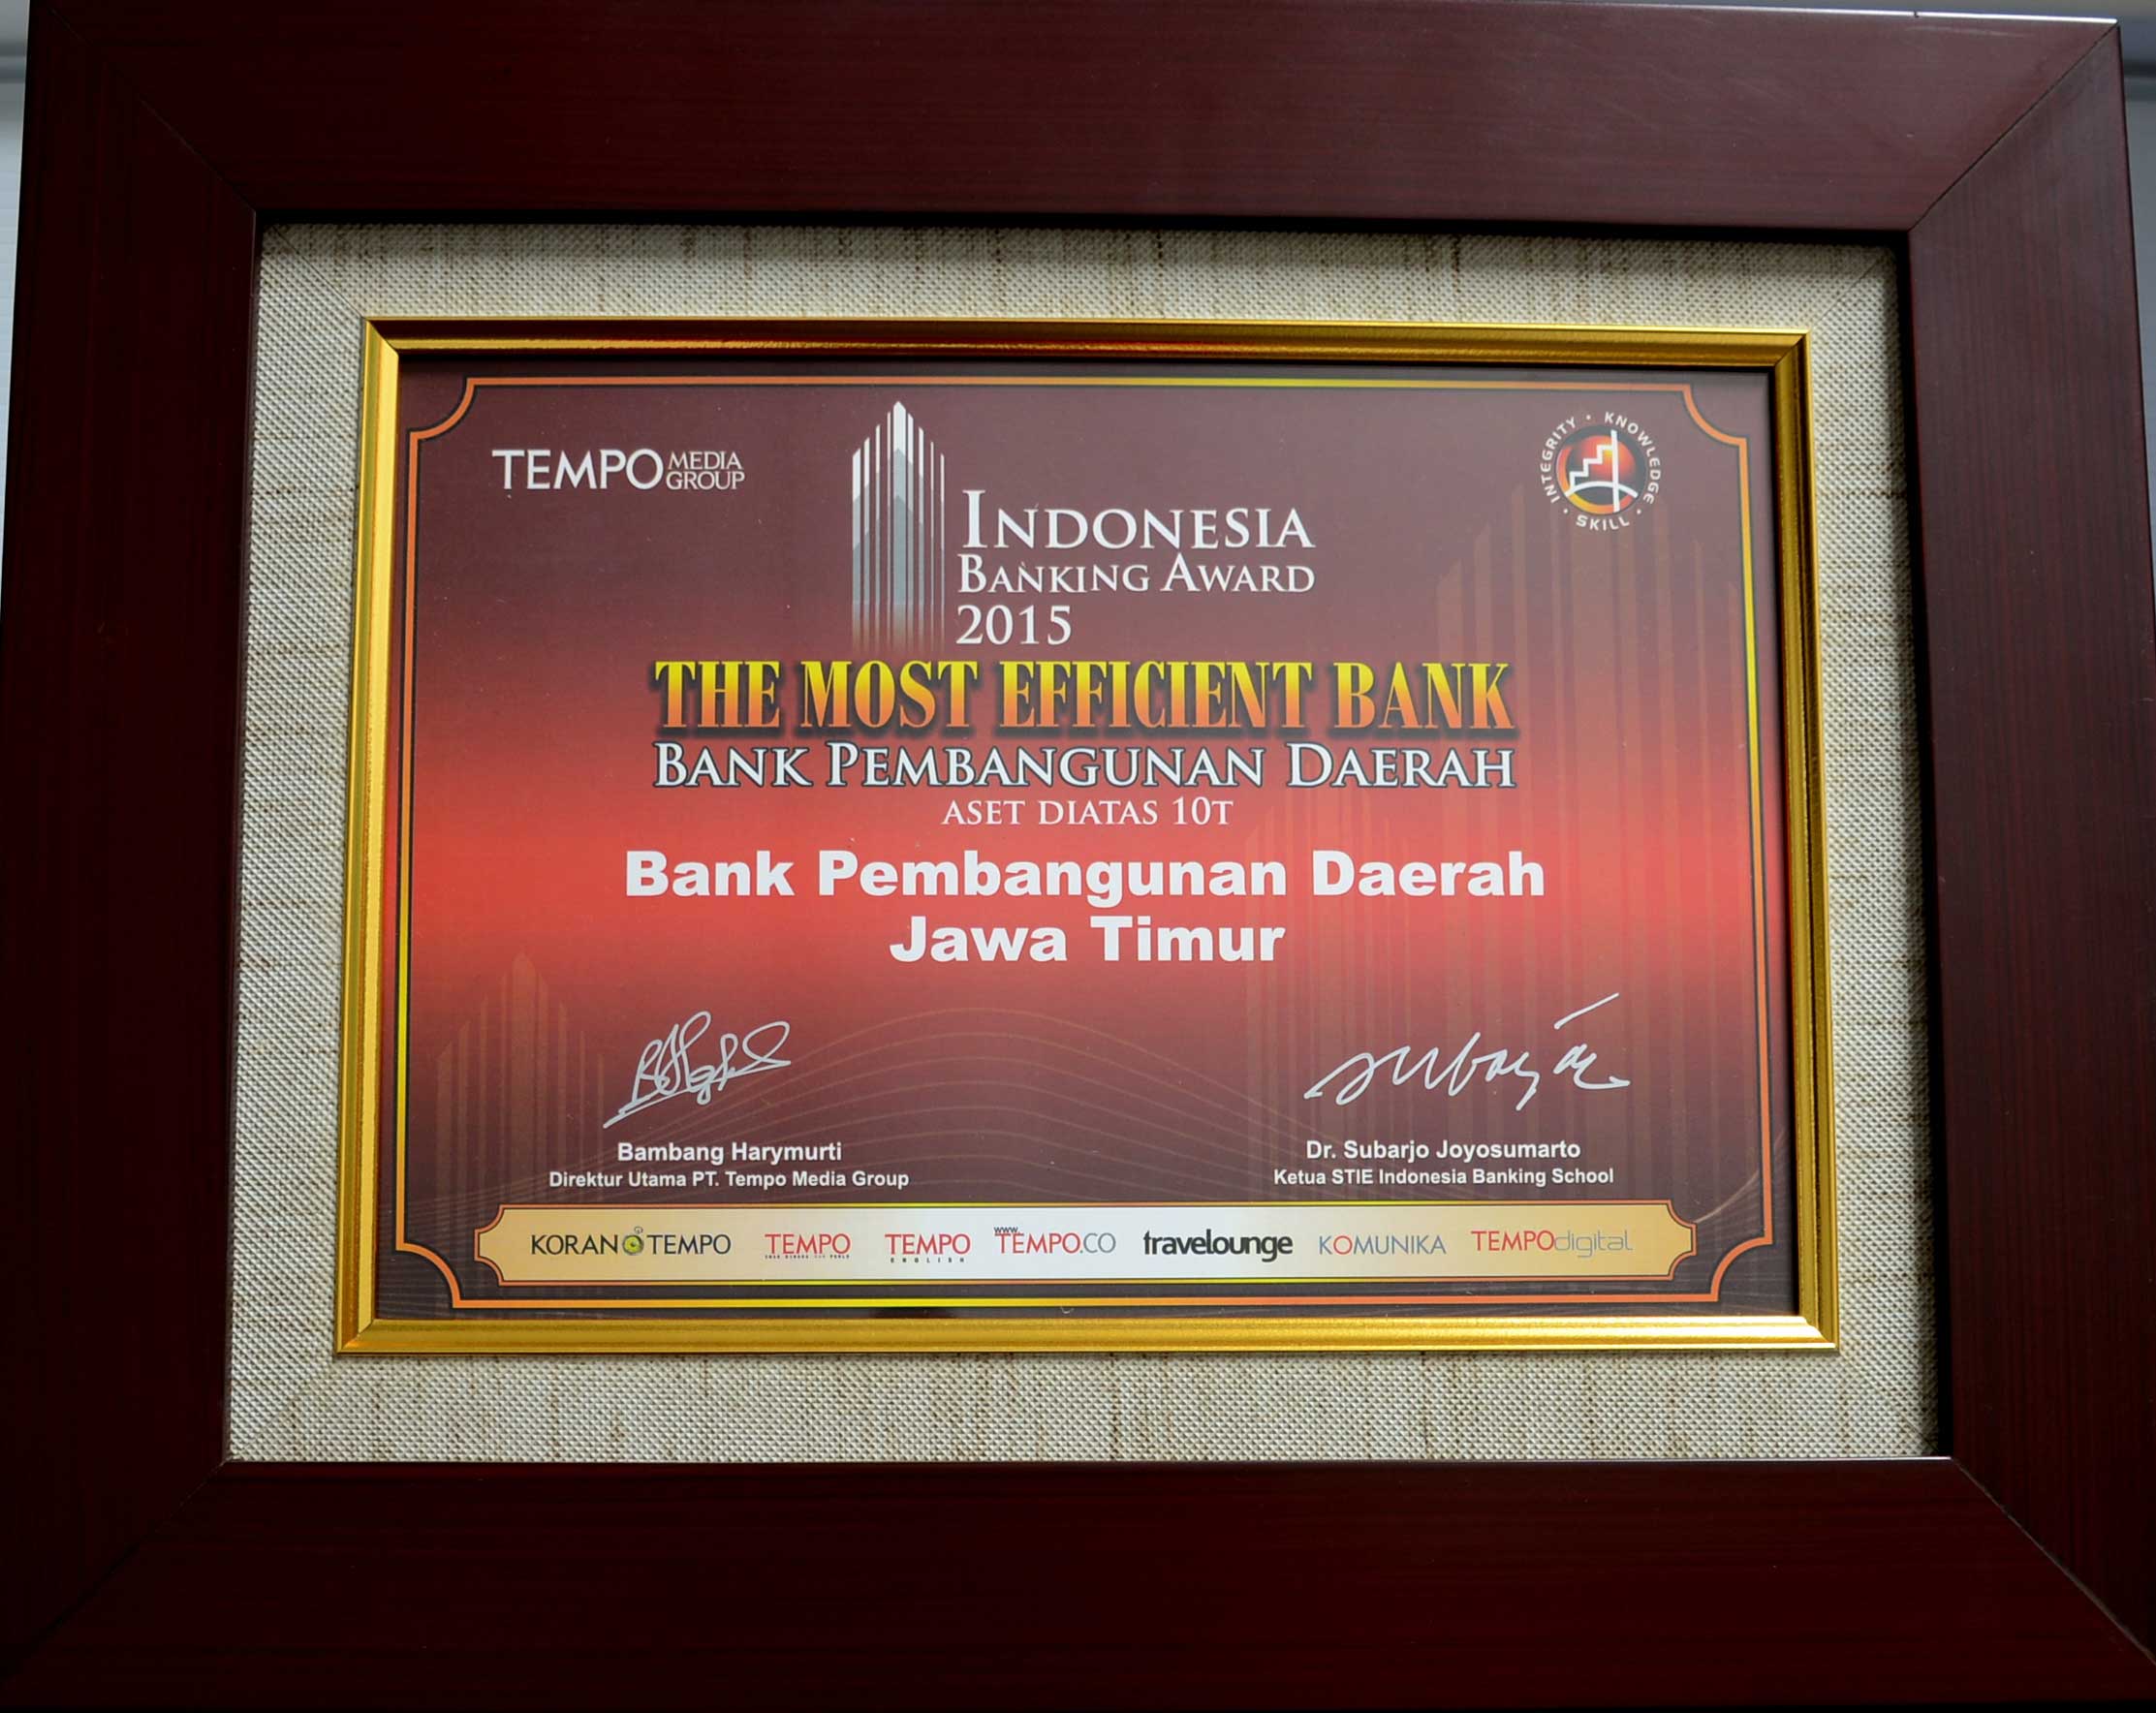 TEMPO MEDIA GROUP
INDONESIA
BANKING AWARD
2015
INTEGRITY · KNOWLEDGE · SKILL ·
THE MOST EFFICIENT BANK
BANK PEMBANGUNAN DAERAH
ASET DIATAS 10T
Bank Pembangunan Daerah
Jawa Timur
Bambang Harymurti
Direktur Utama PT. Tempo Media Group
Dr. Subarjo Joyosumarto
Ketua STIE Indonesia Banking School
KORAN TEMPO TEMPO TEMPO ENGLISH www.TEMPO.CO travelounge KOMUNIKA TEMPOdigital